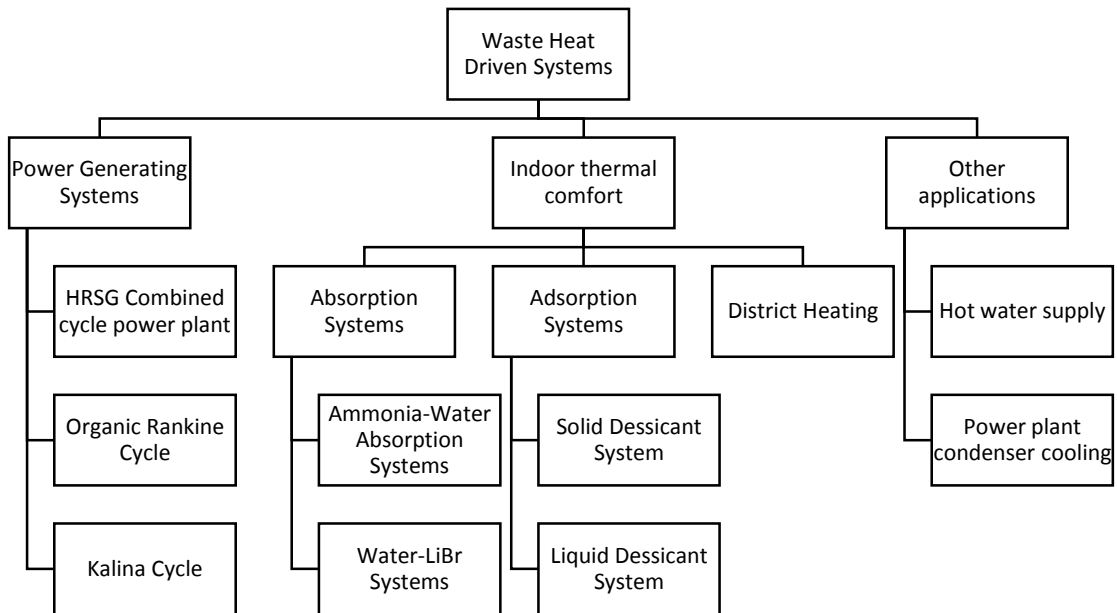 Waste Heat
Driven Systems
Power Generating
Systems
Indoor thermal
comfort
Other
applications
HRSG Combined
cycle power plant
Absorption
Systems
Adsorption
Systems
District Heating
Hot water supply
Organic Rankine
Cycle
Ammonia-Water
Absorption
Systems
Solid Dessicant
System
Power plant
condenser cooling
Kalina Cycle
Water-LiBr
Systems
Liquid Dessicant
System